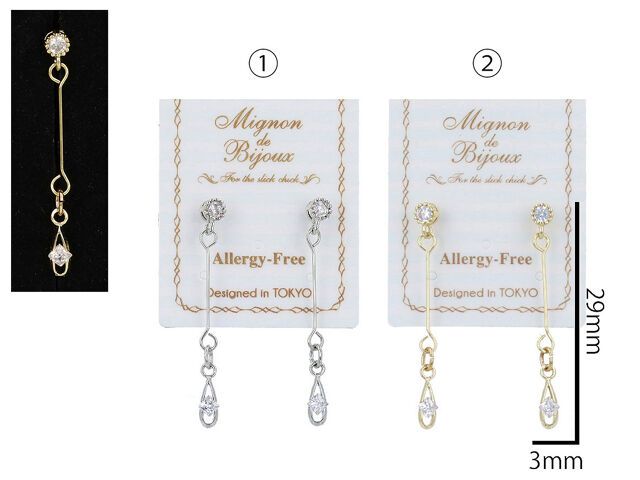 ①
②
Mignon
de
Bijoux
For the slick chick
Allergy-Free
Designed in TOKYO
Mignon
de
Bijoux
For the slick chick
Allergy-Free
Designed in TOKYO
29mm
3mm